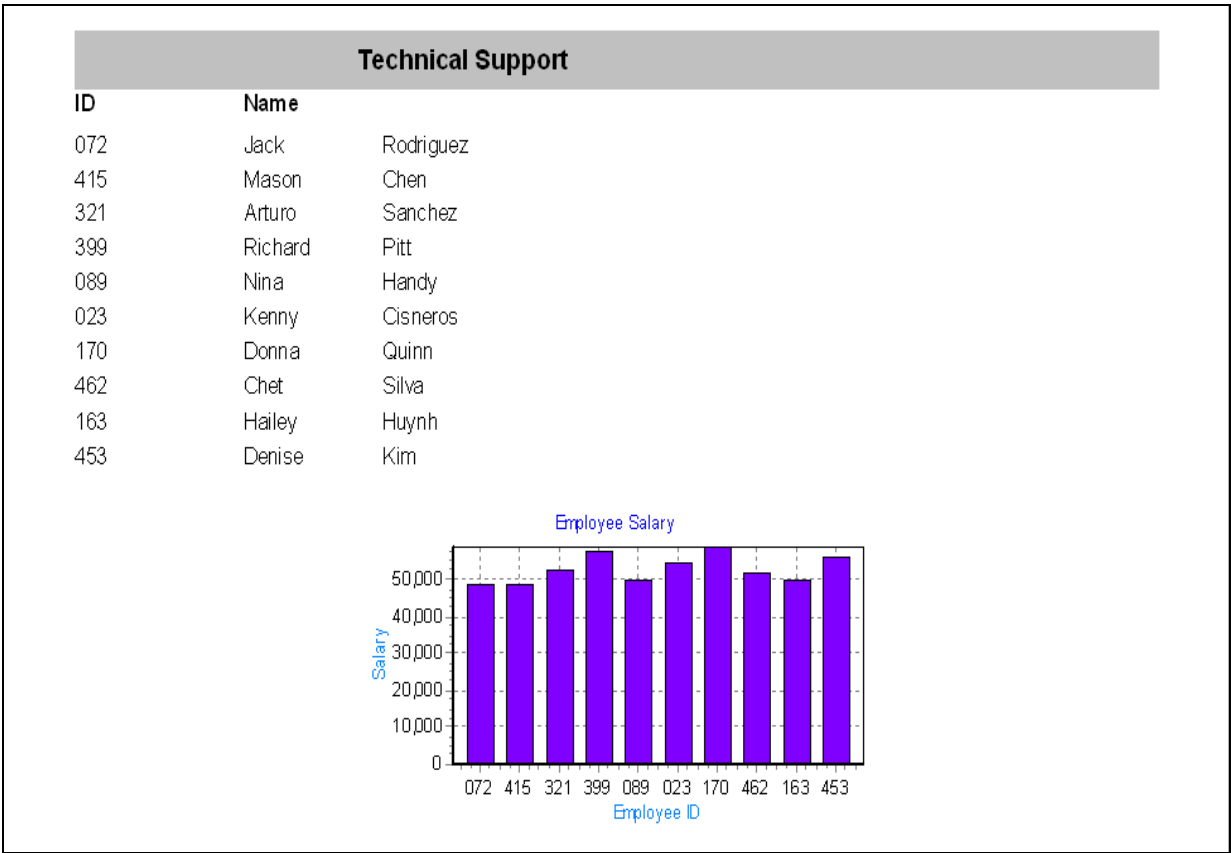 Technical Support
ID Name
072 Jack Rodriguez
415 Mason Chen
321 Arturo Sanchez
399 Richard Pitt
089 Nina Handy
023 Kenny Cisneros
170 Donna Quinn
462 Chet Silva
163 Hailey Huynh
453 Denise Kim
Employee Salary
50,000
40,000
30,000
20,000
10,000
0
Salary
072 415 321 399 089 023 170 462 163 453
Employee ID